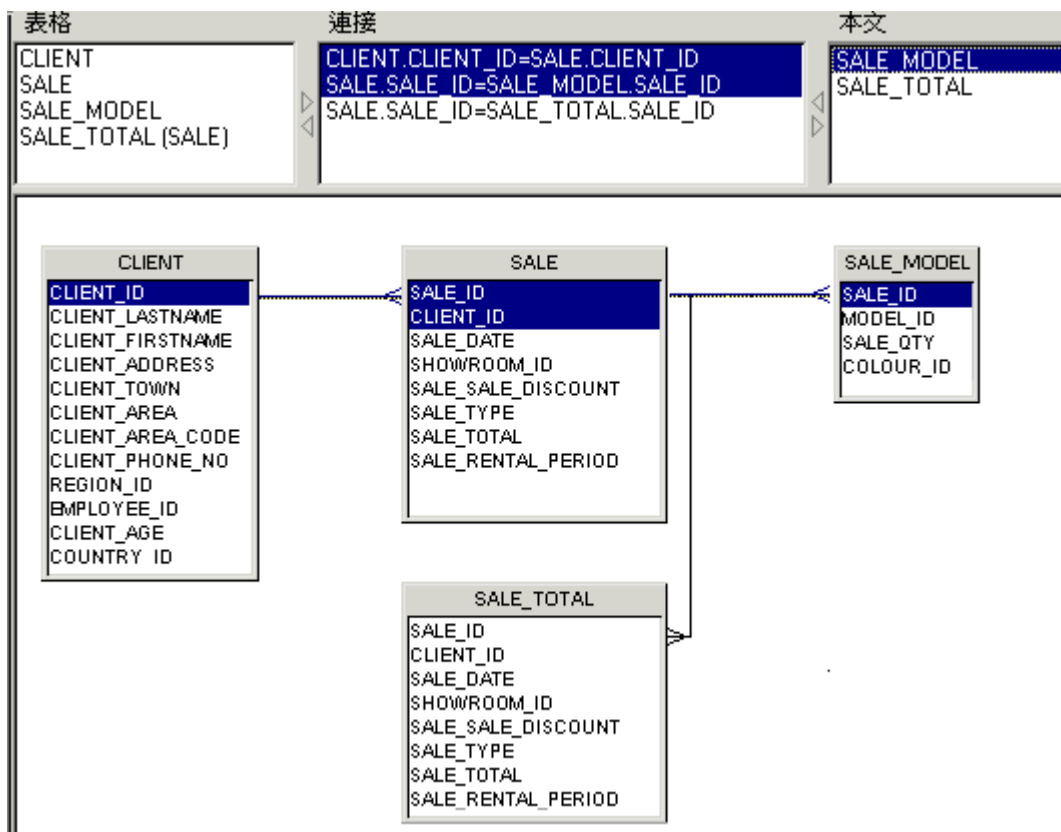 表格
CLIENT
SALE
SALE_MODEL
SALE_TOTAL (SALE)
連接
CLIENT.CLIENT_ID=SALE.CLIENT_ID
SALE.SALE_ID=SALE_MODEL.SALE_ID
SALE.SALE_ID=SALE_TOTAL.SALE_ID
本文
SALE_MODEL
SALE_TOTAL
CLIENT
CLIENT_ID
CLIENT_LASTNAME
CLIENT_FIRSTNAME
CLIENT_ADDRESS
CLIENT_TOWN
CLIENT_AREA
CLIENT_AREA_CODE
CLIENT_PHONE_NO
REGION_ID
EMPLOYEE_ID
CLIENT_AGE
COUNTRY_ID
SALE
SALE_ID
CLIENT_ID
SALE_DATE
SHOWROOM_ID
SALE_SALE_DISCOUNT
SALE_TYPE
SALE_TOTAL
SALE_RENTAL_PERIOD
SALE_MODEL
SALE_ID
MODEL_ID
SALE_QTY
COLOUR_ID
SALE_TOTAL
SALE_ID
CLIENT_ID
SALE_DATE
SHOWROOM_ID
SALE_SALE_DISCOUNT
SALE_TYPE
SALE_TOTAL
SALE_RENTAL_PERIOD